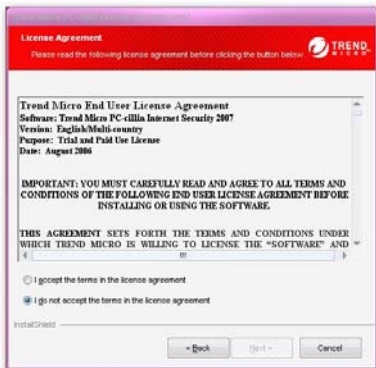 License Agreement
Please read the following license agreement before clicking the button below.
TREND
MICRO
Trend Micro End User License Agreement
Software: Trend Micro PC-cillin Internet Security 2007
Version: English/Multi-country
Purpose: Trial and Paid Use License
Date: August 2006
IMPORTANT: YOU MUST CAREFULLY READ AND AGREE TO ALL TERMS AND
CONDITIONS OF THE FOLLOWING END USER LICENSE AGREEMENT BEFORE
INSTALLING OR USING THE SOFTWARE.
THIS AGREEMENT SETS FORTH THE TERMS AND CONDITIONS UNDER
WHICH TREND MICRO IS WILLING TO LICENSE THE “SOFTWARE” AND
I accept the terms in the license agreement
I do not accept the terms in the license agreement
InstallShield
< Back
Next >
Cancel